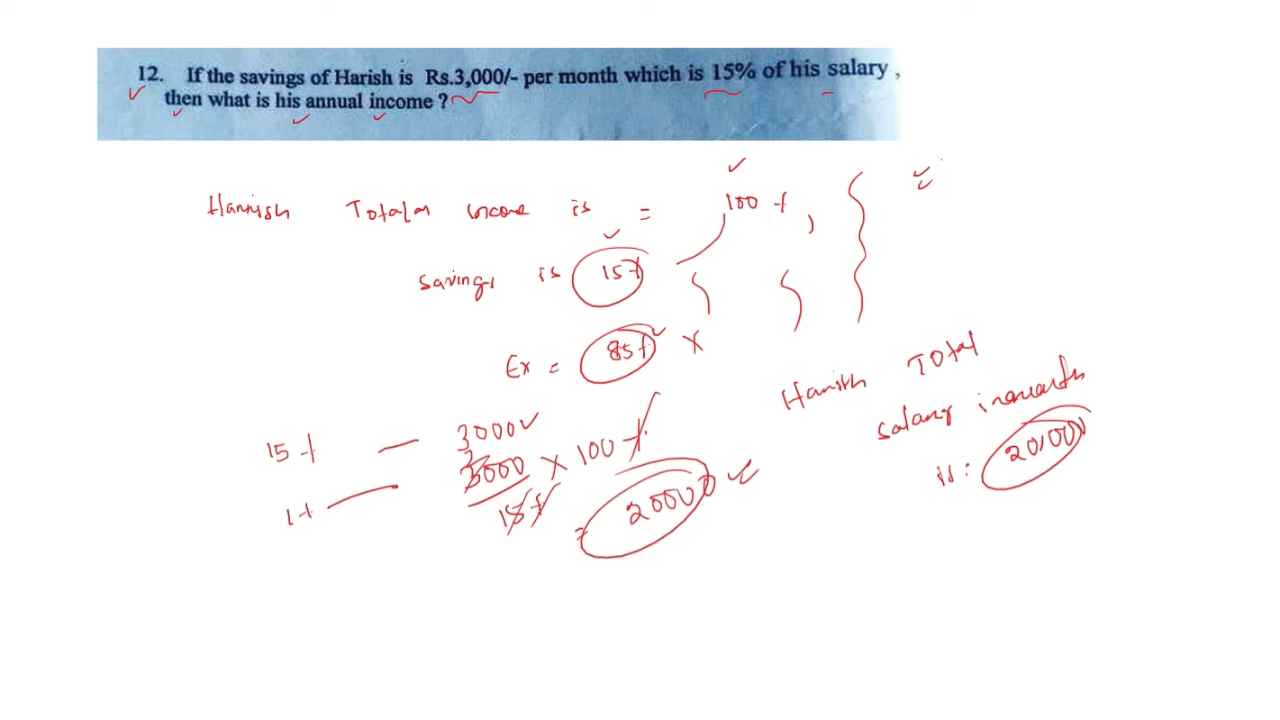 12. If the savings of Harish is Rs.3,000/- per month which is 15% of his salary ,
then what is his annual income ?
Harrish Total income is = 100 %,
Savings is 15%
Ex = 85% X
15 % — 3000
3000 X 100 %
1% —
15%
= 20000
Harish Total
salary
is: 20,000